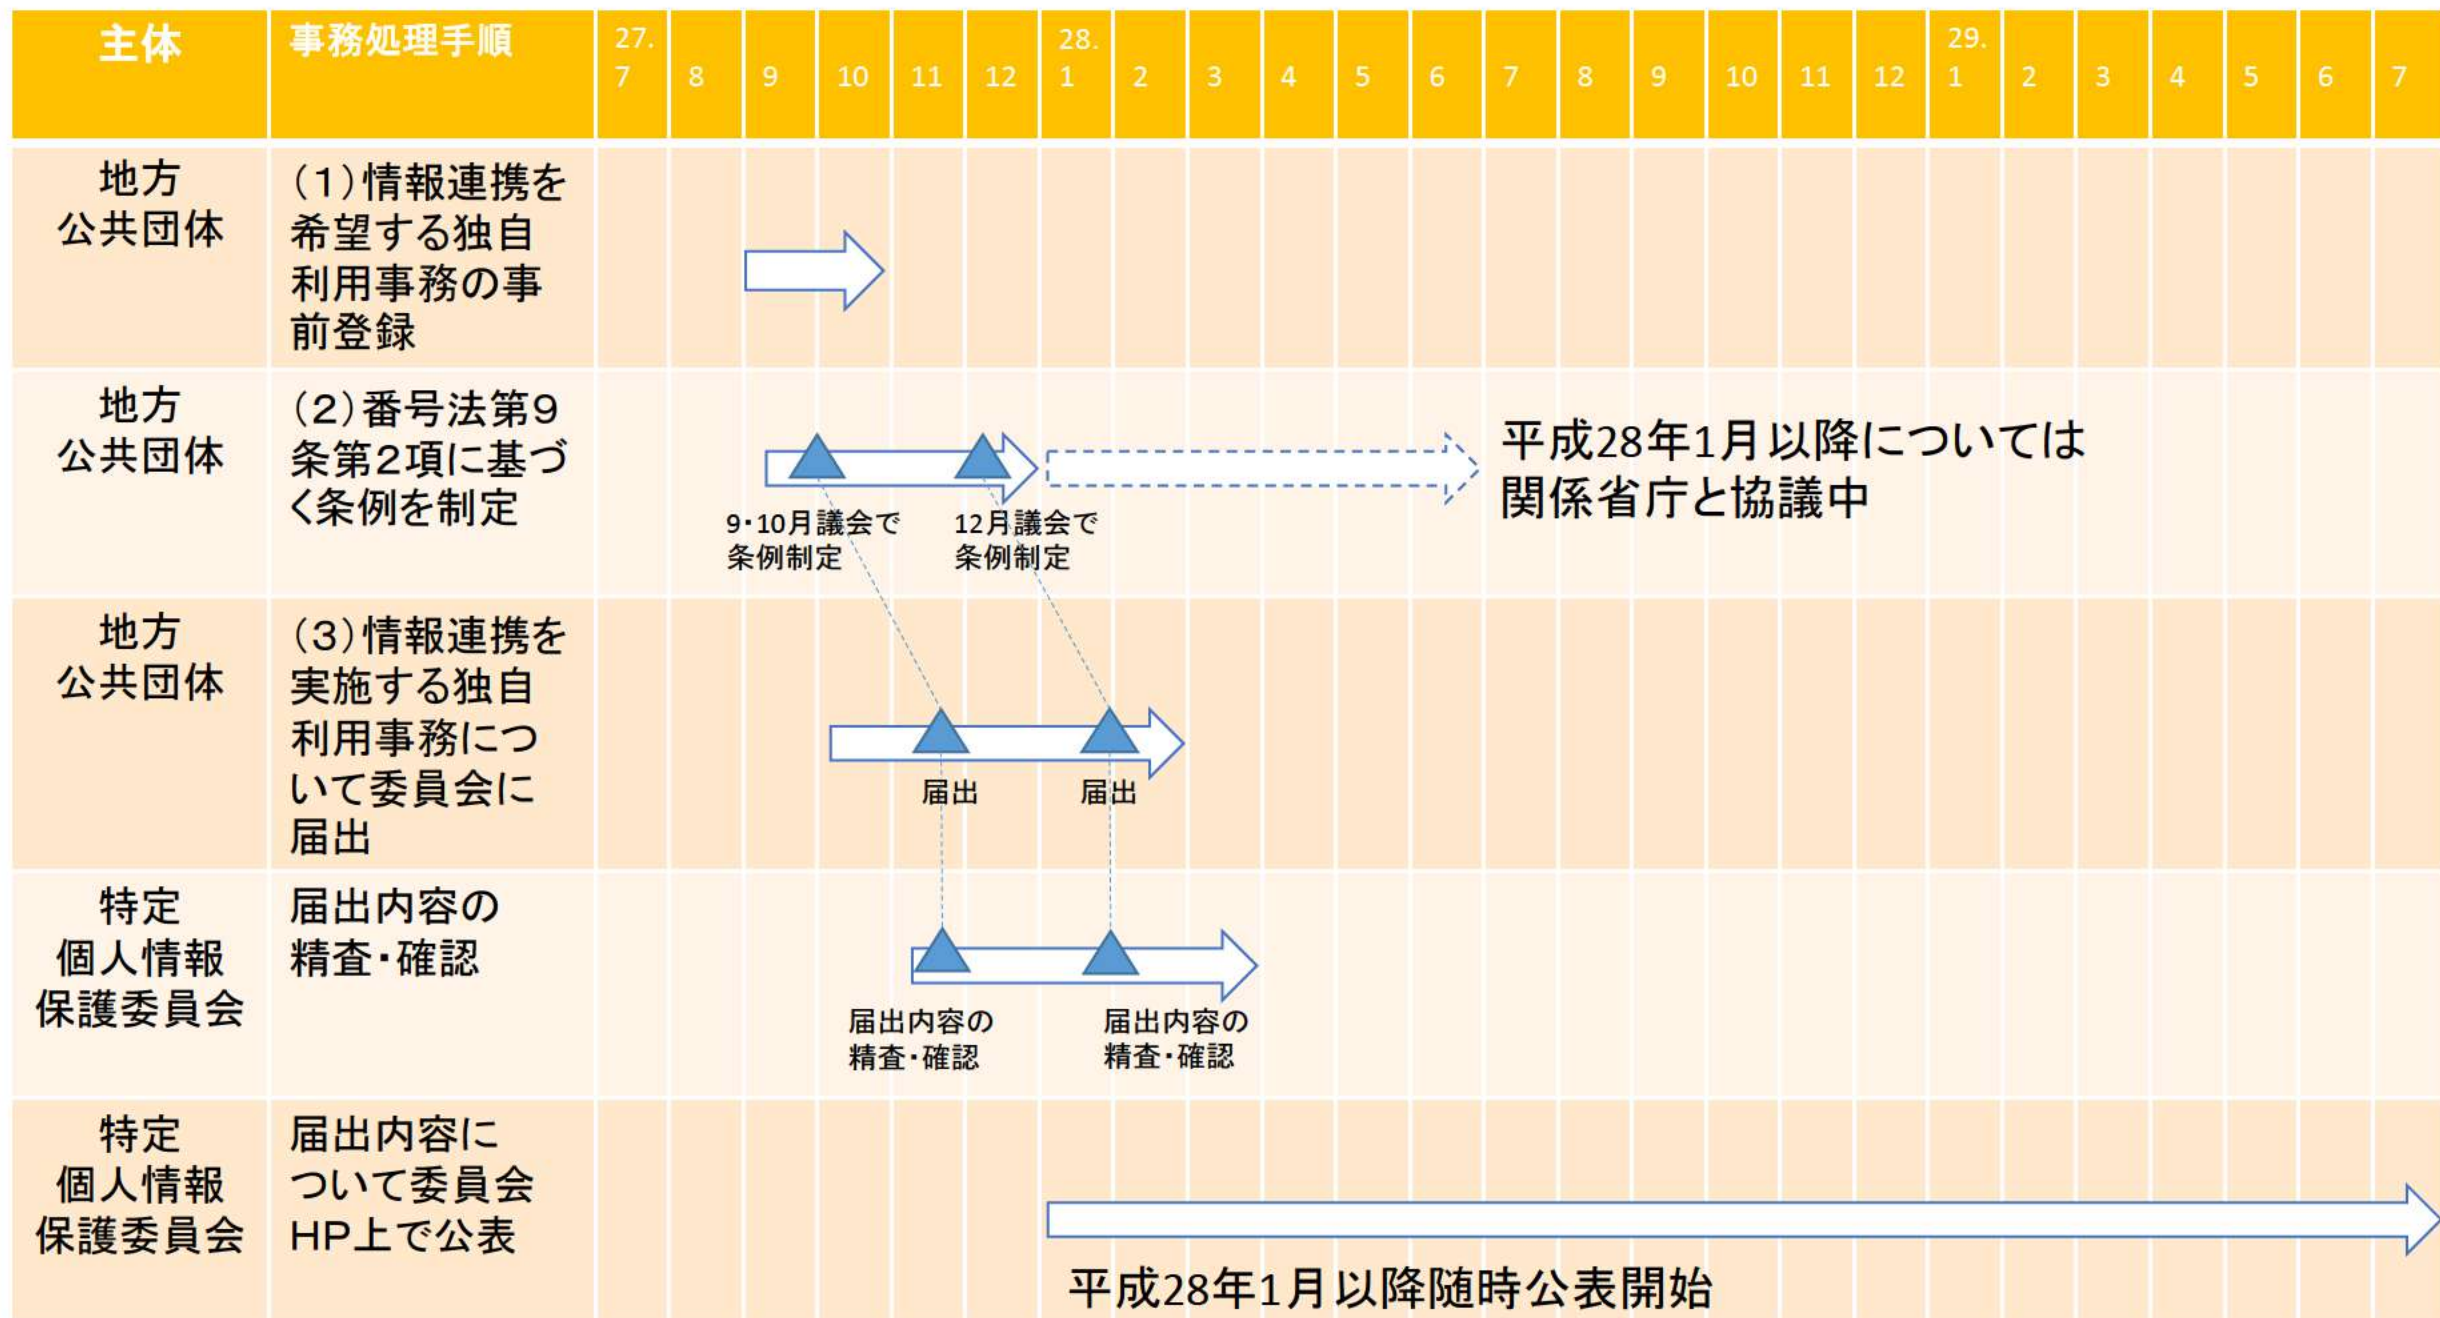 主体
事務処理手順
27.
7
8
9
10
11
12
28.
1
2
3
4
5
6
7
8
9
10
11
12
29.
1
2
3
4
5
6
7
地方
公共団体
（１）情報連携を
希望する独自
利用事務の事
前登録
地方
公共団体
（２）番号法第９
条第２項に基づ
く条例を制定
9・10月議会で
条例制定
12月議会で
条例制定
平成28年1月以降については
関係省庁と協議中
地方
公共団体
（３）情報連携を
実施する独自
利用事務につ
いて委員会に
届出
届出
届出
特定
個人情報
保護委員会
届出内容の
精査・確認
届出内容の
精査・確認
届出内容の
精査・確認
特定
個人情報
保護委員会
届出内容に
ついて委員会
ＨＰ上で公表
平成28年1月以降随時公表開始